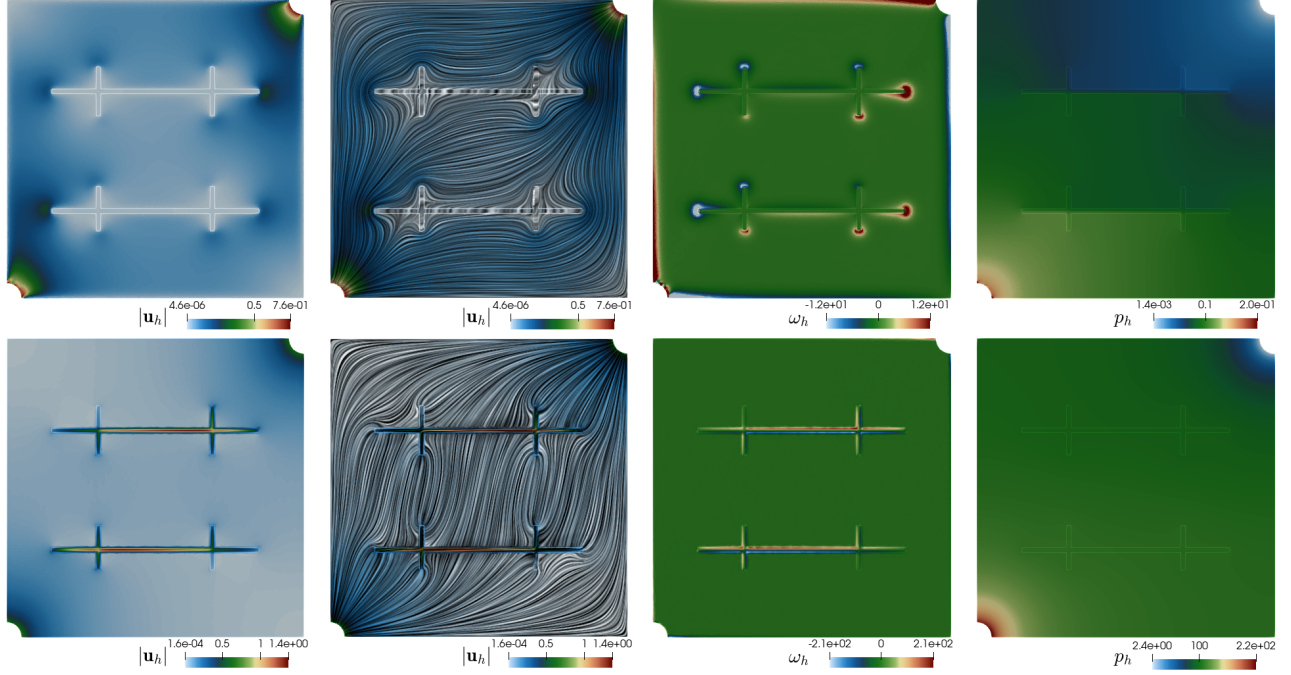 4.6e-06 0.5 7.6e-01
|u_h|
4.6e-06 0.5 7.6e-01
|u_h|
-1.2e+01 0 1.2e+01
ω_h
1.4e-03 0.1 2.0e-01
p_h
1.6e-04 0.5 1 1.4e+00
|u_h|
1.6e-04 0.5 1 1.4e+00
|u_h|
-2.1e+02 0 2.1e+02
ω_h
2.4e+00 100 2.2e+02
p_h